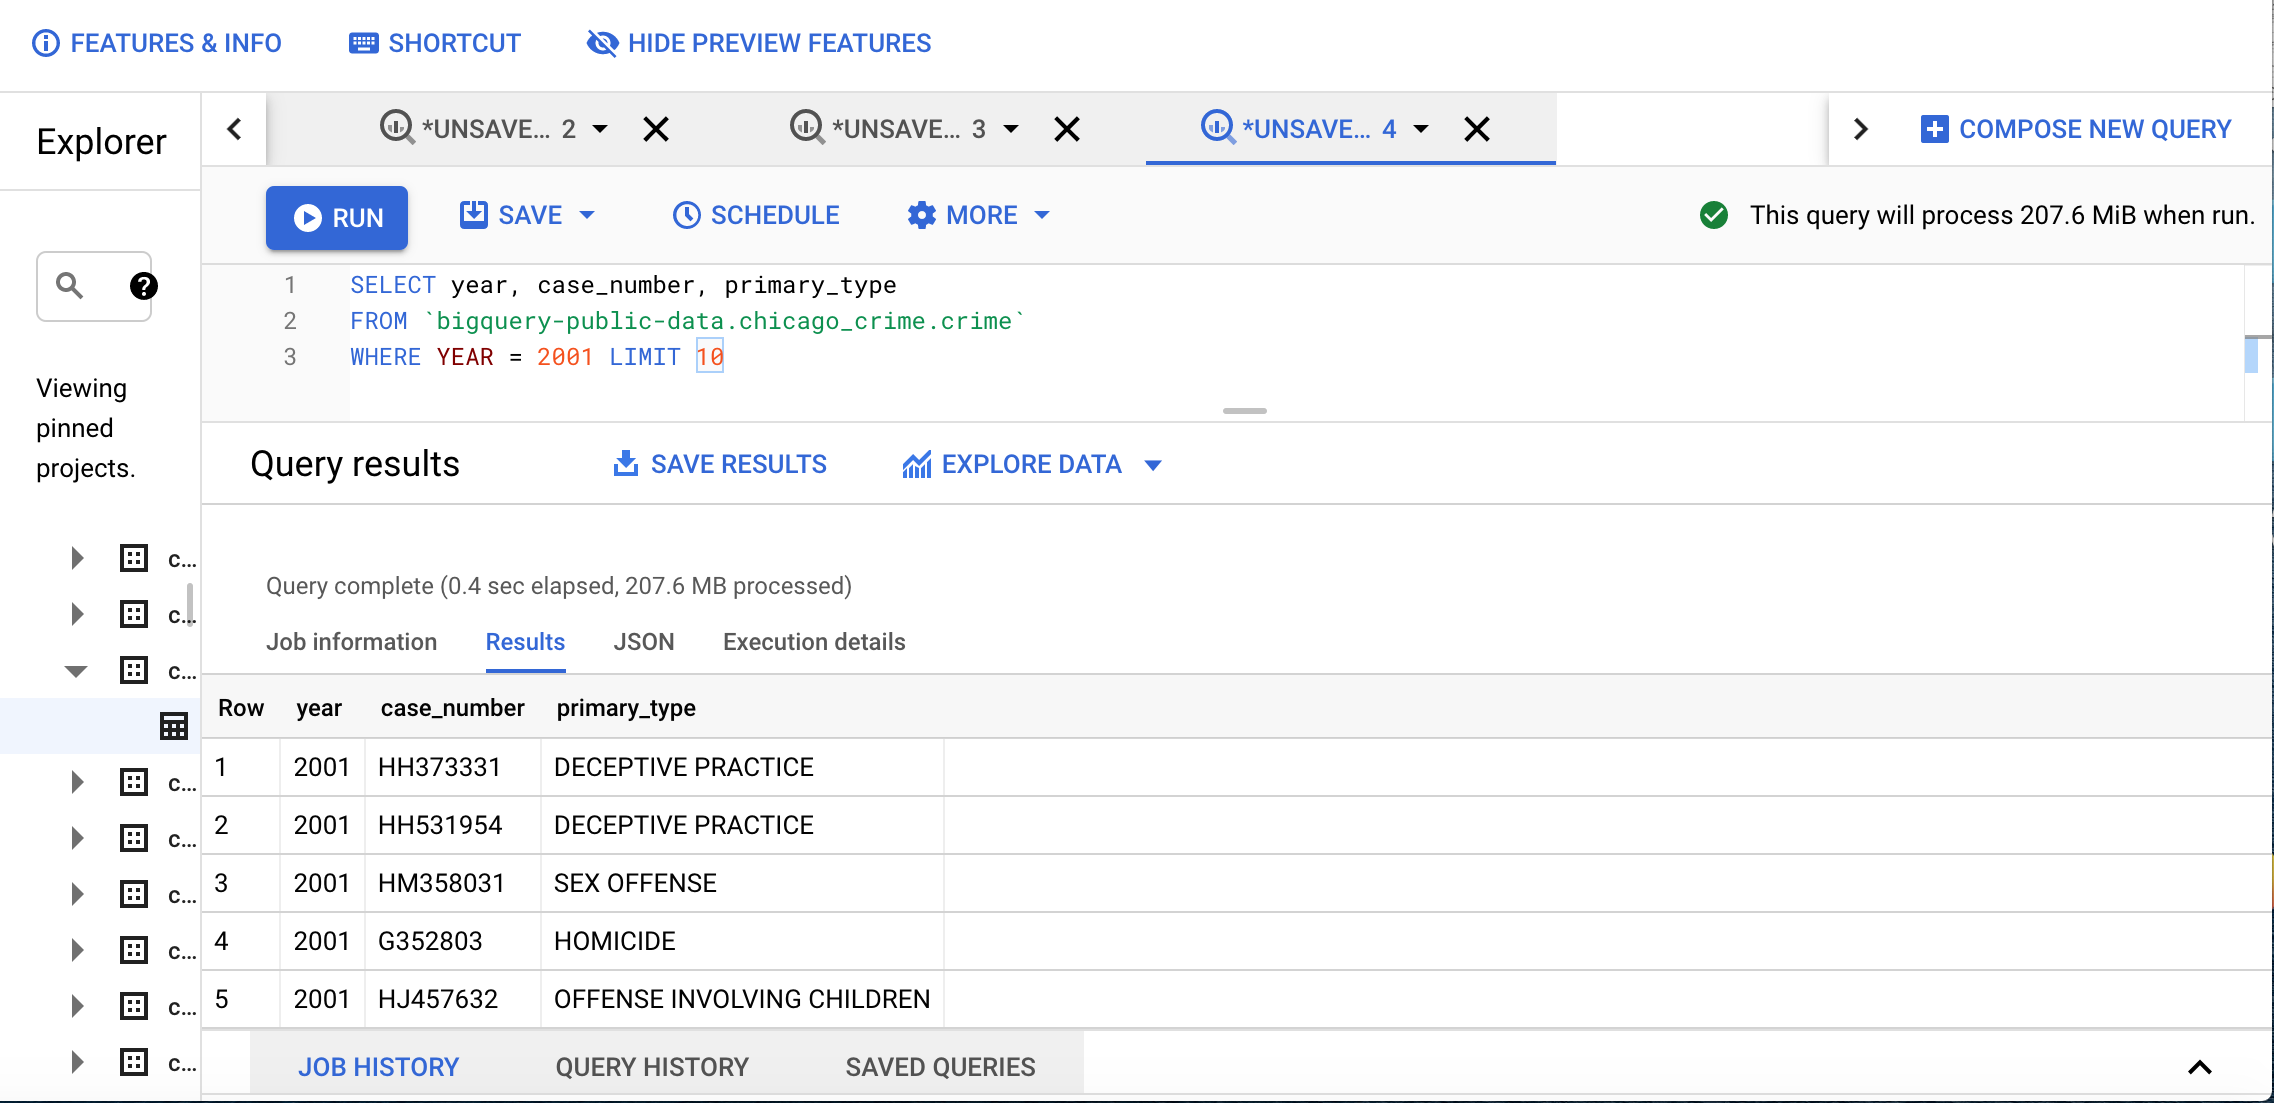 FEATURES & INFO SHORTCUT HIDE PREVIEW FEATURES
Explorer
*UNSAVE... 2 *UNSAVE... 3 *UNSAVE... 4 COMPOSE NEW QUERY
RUN SAVE SCHEDULE MORE This query will process 207.6 MiB when run.
1 SELECT year, case_number, primary_type
2 FROM `bigquery-public-data.chicago_crime.crime`
3 WHERE YEAR = 2001 LIMIT 10
Viewing
pinned
projects.
c...
c...
c...
c...
c...
c...
c...
c...
c...
Query results SAVE RESULTS EXPLORE DATA
Query complete (0.4 sec elapsed, 207.6 MB processed)
Job information Results JSON Execution details
Row year case_number primary_type
1 2001 HH373331 DECEPTIVE PRACTICE
2 2001 HH531954 DECEPTIVE PRACTICE
3 2001 HM358031 SEX OFFENSE
4 2001 G352803 HOMICIDE
5 2001 HJ457632 OFFENSE INVOLVING CHILDREN
JOB HISTORY QUERY HISTORY SAVED QUERIES